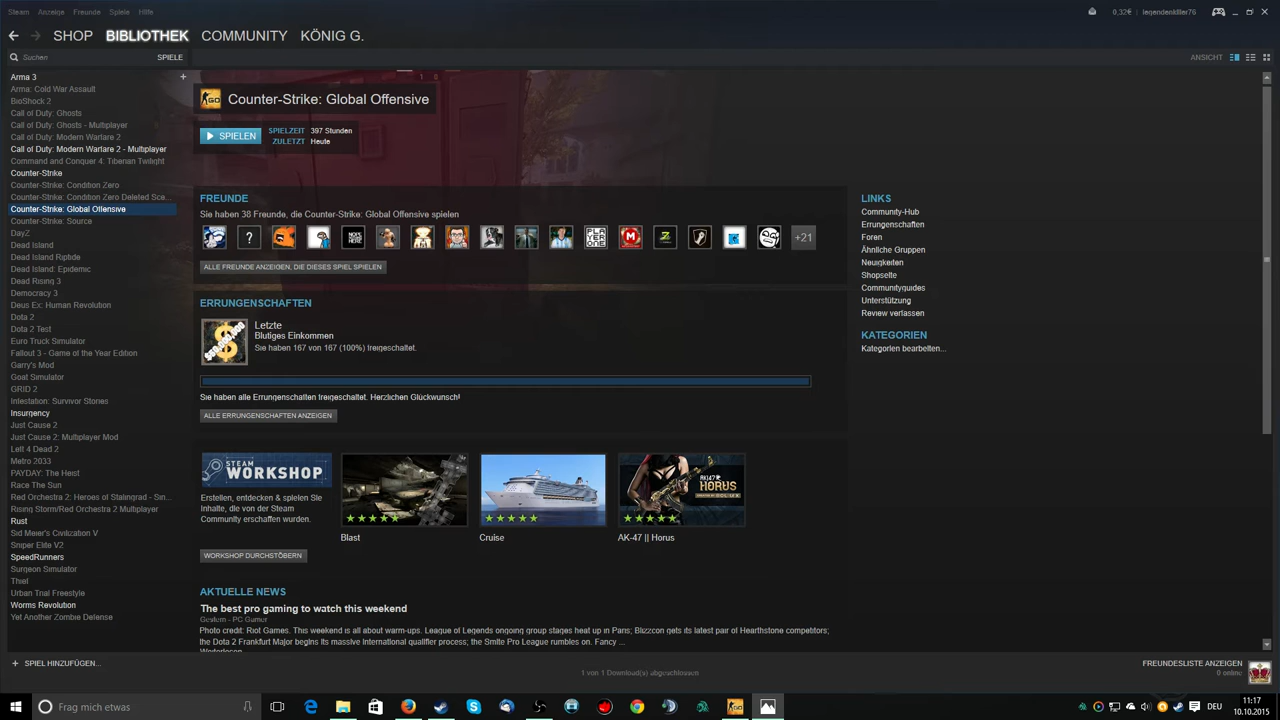 Steam Anzeige Freunde Spiele Hilfe
0,32€ legendenkiller76
SHOP BIBLIOTHEK COMMUNITY KÖNIG G.
Suchen SPIELE
ANSICHT
Arma 3
Arma: Cold War Assault
BioShock 2
Call of Duty: Ghosts
Call of Duty: Ghosts - Multiplayer
Call of Duty: Modern Warfare 2
Call of Duty: Modern Warfare 2 - Multiplayer
Command and Conquer 4: Tiberian Twilight
Counter-Strike
Counter-Strike: Condition Zero
Counter-Strike: Condition Zero Deleted Sce...
Counter-Strike: Global Offensive
Counter-Strike: Source
DayZ
Dead Island
Dead Island Riptide
Dead Island: Epidemic
Dead Rising 3
Democracy 3
Deus Ex: Human Revolution
Dota 2
Dota 2 Test
Euro Truck Simulator
Fallout 3 - Game of the Year Edition
Garry's Mod
Goat Simulator
GRID 2
Infestation: Survivor Stories
Insurgency
Just Cause 2
Just Cause 2: Multiplayer Mod
Left 4 Dead 2
Metro 2033
PAYDAY: The Heist
Race The Sun
Red Orchestra 2: Heroes of Stalingrad - Sin...
Rising Storm/Red Orchestra 2 Multiplayer
Rust
Sid Meier's Civilization V
Sniper Elite V2
SpeedRunners
Surgeon Simulator
Thief
Urban Trial Freestyle
Worms Revolution
Yet Another Zombie Defense
+ SPIEL HINZUFÜGEN...
1 0
GO Counter-Strike: Global Offensive
SPIELEN
SPIELZEIT 397 Stunden
ZULETZT Heute
FREUNDE
Sie haben 38 Freunde, die Counter-Strike: Global Offensive spielen
+21
ALLE FREUNDE ANZEIGEN, DIE DIESES SPIEL SPIELEN
ERRUNGENSCHAFTEN
Letzte
Blutiges Einkommen
Sie haben 167 von 167 (100%) freigeschaltet.
Sie haben alle Errungenschaften freigeschaltet. Herzlichen Glückwunsch!
ALLE ERRUNGENSCHAFTEN ANZEIGEN
STEAM WORKSHOP
Erstellen, entdecken & spielen SIe
Inhalte, die von der Steam
Community erschaffen wurden.
WORKSHOP DURCHSTÖBERN
Blast
Cruise
AK47 HORUS
AK-47 || Horus
AKTUELLE NEWS
The best pro gaming to watch this weekend
Gestern - PC Gamer
Photo credit: Riot Games. This weekend is all about warm-ups. League of Legends ongoing group stages heat up in Paris; Blizzcon gets its latest pair of Hearthstone competitors;
the Dota 2 Frankfurt Major begins its massive international qualifier process; the Smite Pro League rumbles on. Fancy ...
Weiterlesen
LINKS
Community-Hub
Errungenschaften
Foren
Ähnliche Gruppen
Neuigkeiten
Shopseite
Communityguides
Unterstützung
Review verfassen
KATEGORIEN
Kategorien bearbeiten...
1 von 1 Download(s) abgeschlossen
FREUNDESLISTE ANZEIGEN
0 online
Frag mich etwas
DEU
11:17
10.10.2015